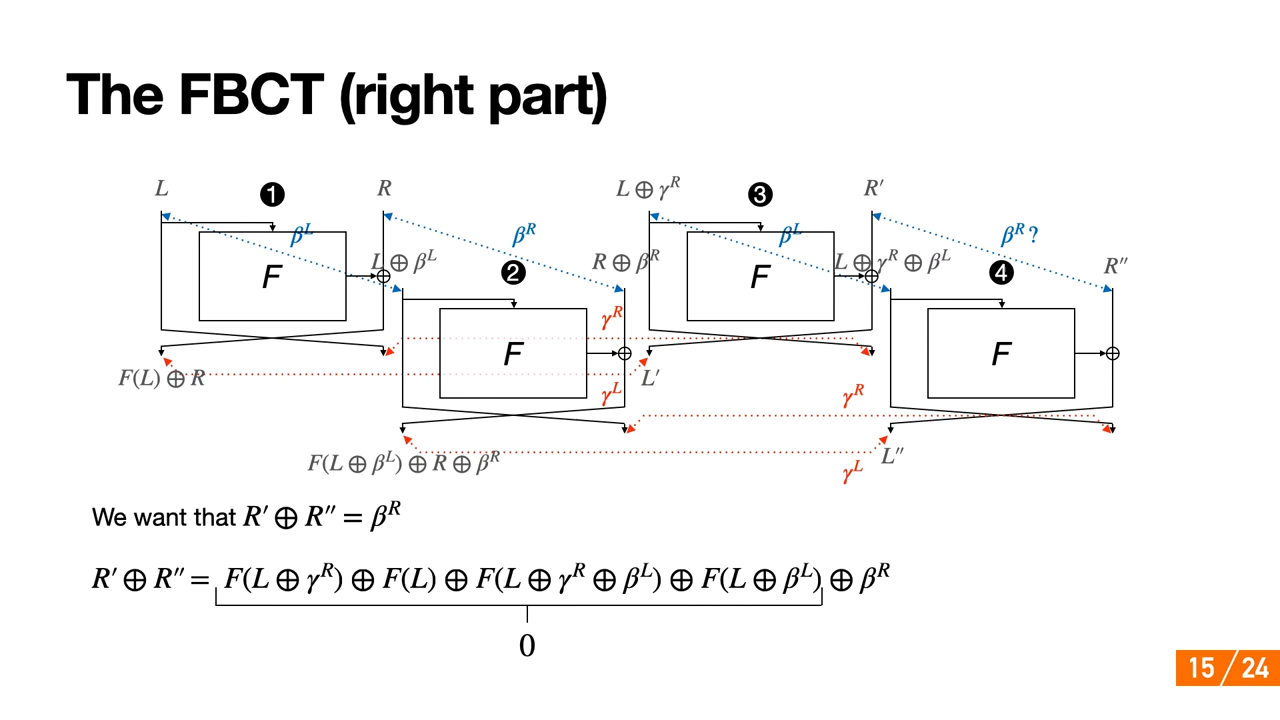 The FBCT (right part)
L ❶ R L ⊕ γ^R ❸ R′
β^L β^R β^L β^R ?
L ⊕ β^L ❷ R ⊕ β^R L ⊕ γ^R ⊕ β^L ❹ R″
F F
γ^R
F F
F(L) ⊕ R L′
γ^L γ^R
F(L ⊕ β^L) ⊕ R ⊕ β^R L″
γ^L
We want that R′ ⊕ R″ = β^R
R′ ⊕ R″ = F(L ⊕ γ^R) ⊕ F(L) ⊕ F(L ⊕ γ^R ⊕ β^L) ⊕ F(L ⊕ β^L) ⊕ β^R
0
15 / 24